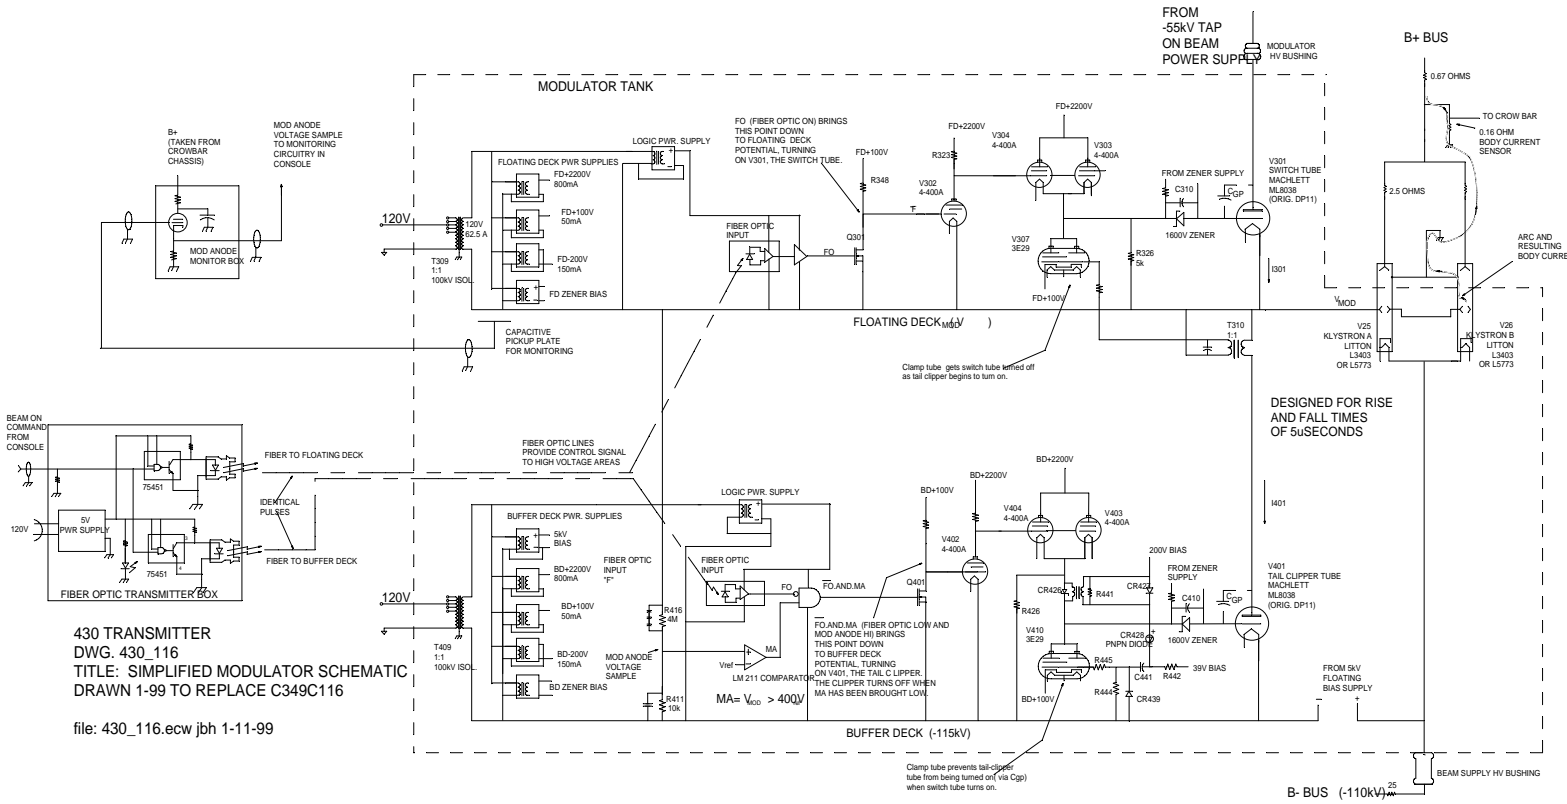 FROM
-55kV TAP
ON BEAM
POWER SUPPLY
MODULATOR
HV BUSHING
B+ BUS
0.67 OHMS
TO CROW BAR
0.16 OHM
BODY CURRENT
SENSOR
2.5 OHMS
ARC AND
RESULTING
BODY CURRE
MODULATOR TANK
B+
(TAKEN FROM
CROWBAR
CHASSIS)
MOD ANODE
VOLTAGE SAMPLE
TO MONITORING
CIRCUITRY IN
CONSOLE
MOD ANODE
MONITOR BOX
120V
120V
62.5 A
T309
1:1
100kV ISOL.
FLOATING DECK PWR SUPPLIES
FD+2200V
800mA
FD+100V
50mA
FD-200V
150mA
FD ZENER BIAS
LOGIC PWR. SUPPLY
+
-
FIBER OPTIC
INPUT
FO
FO (FIBER OPTIC ON) BRINGS
THIS POINT DOWN
TO FLOATING DECK
POTENTIAL, TURNING
ON V301, THE SWITCH TUBE.
FD+100V
R348
Q301
"F
V302
4-400A
FD+2200V
R323
FD+2200V
V304
4-400A
V303
4-400A
V307
3E29
FD+100V
R326
5k
FROM ZENER SUPPLY
C310
1600V ZENER
C GP
V301
SWITCH TUBE
MACHLETT
ML8038
(ORIG. DP11)
I301
V MOD
T310
1:1
FLOATING DECK (V MOD )
CAPACITIVE
PICKUP PLATE
FOR MONITORING
Clamp tube gets switch tube turned off
as tail clipper begins to turn on.
V25
KLYSTRON A
LITTON
L3403
OR L5773
V26
KLYSTRON B
LITTON
L3403
OR L5773
DESIGNED FOR RISE
AND FALL TIMES
OF 5uSECONDS
BEAM ON
COMMAND
FROM
CONSOLE
75451
FIBER TO FLOATING DECK
IDENTICAL
PULSES
120V
5V
PWR SUPPLY
75451
3
4
FIBER TO BUFFER DECK
FIBER OPTIC TRANSMITTER BOX
FIBER OPTIC LINES
PROVIDE CONTROL SIGNAL
TO HIGH VOLTAGE AREAS
120V
T409
1:1
100kV ISOL.
BUFFER DECK PWR. SUPPLIES
5kV
BIAS
BD+2200V
800mA
BD+100V
50mA
BD-200V
150mA
BD ZENER BIAS
FIBER OPTIC
INPUT
"F"
R416
4M
MOD ANODE
VOLTAGE
SAMPLE
R411
10k
LOGIC PWR. SUPPLY
+
-
FIBER OPTIC
INPUT
FO
FO.AND.MA
MA
Vref
+
-
LM 211 COMPARATOR
MA= V MOD > 400V
FO.AND.MA (FIBER OPTIC LOW AND
MOD ANODE HI) BRINGS
THIS POINT DOWN
TO BUFFER DECK
POTENTIAL, TURNING
ON V401, THE TAIL C LIPPER.
THE CLIPPER TURNS OFF WHEN
MA HAS BEEN BROUGHT LOW.
BD+100V
Q401
V402
4-400A
BD+2200V
BD+2200V
V404
4-400A
V403
4-400A
R426
CR426
R441
200V BIAS
CR427
CR428
PNPN DIODE
+
V410
3E29
BD+100V
R445
R444
C441
CR439
R442
39V BIAS
FROM ZENER
SUPPLY
C410
1600V ZENER
C GP
I401
V401
TAIL CLIPPER TUBE
MACHLETT
ML8038
(ORIG. DP11)
FROM 5kV
FLOATING
BIAS SUPPLY
-
+
BUFFER DECK (-115kV)
Clamp tube prevents tail-clipper
tube from being turned on( via Cgp)
when switch tube turns on.
BEAM SUPPLY HV BUSHING
B- BUS (-110kV)
25
430 TRANSMITTER
DWG. 430_116
TITLE: SIMPLIFIED MODULATOR SCHEMATIC
DRAWN 1-99 TO REPLACE C349C116
file: 430_116.ecw jbh 1-11-99